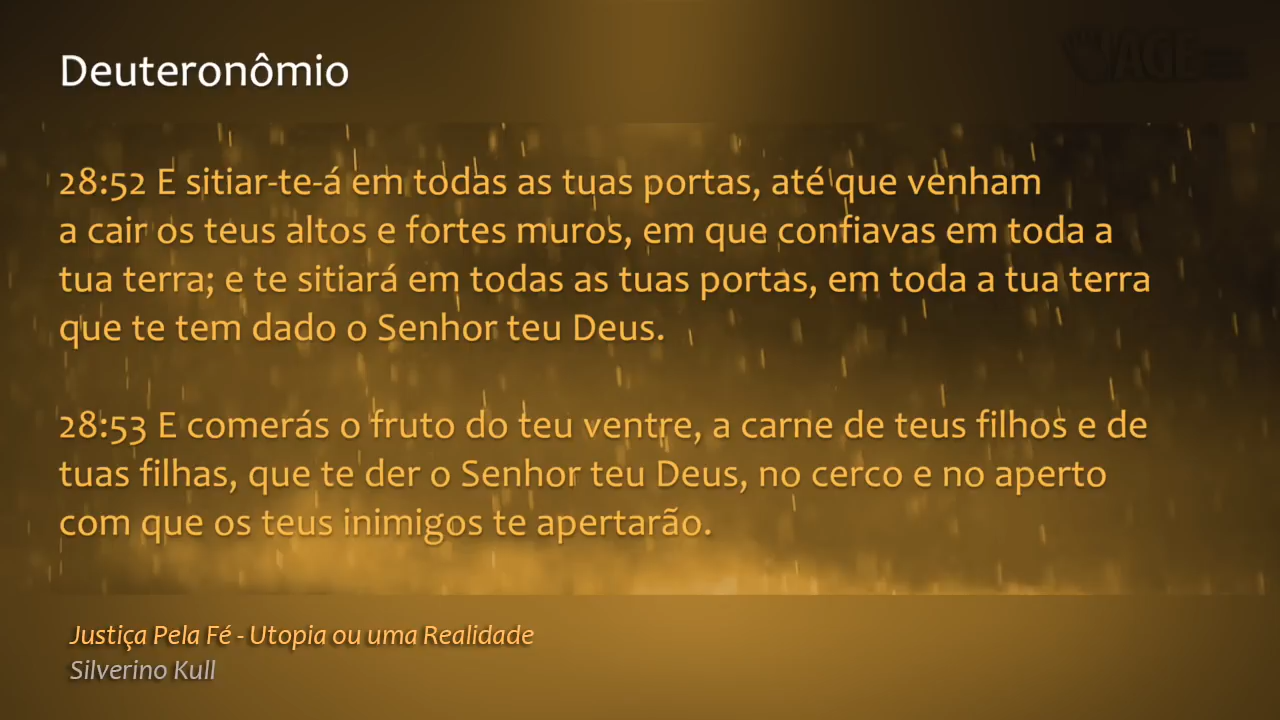 Deuteronômio
28:52 E sitiar-te-á em todas as tuas portas, até que venham
a cair os teus altos e fortes muros, em que confiavas em toda a
tua terra; e te sitiará em todas as tuas portas, em toda a tua terra
que te tem dado o Senhor teu Deus.
28:53 E comerás o fruto do teu ventre, a carne de teus filhos e de
tuas filhas, que te der o Senhor teu Deus, no cerco e no aperto
com que os teus inimigos te apertarão.
Justiça Pela Fé - Utopia ou uma Realidade
Silverino Kull